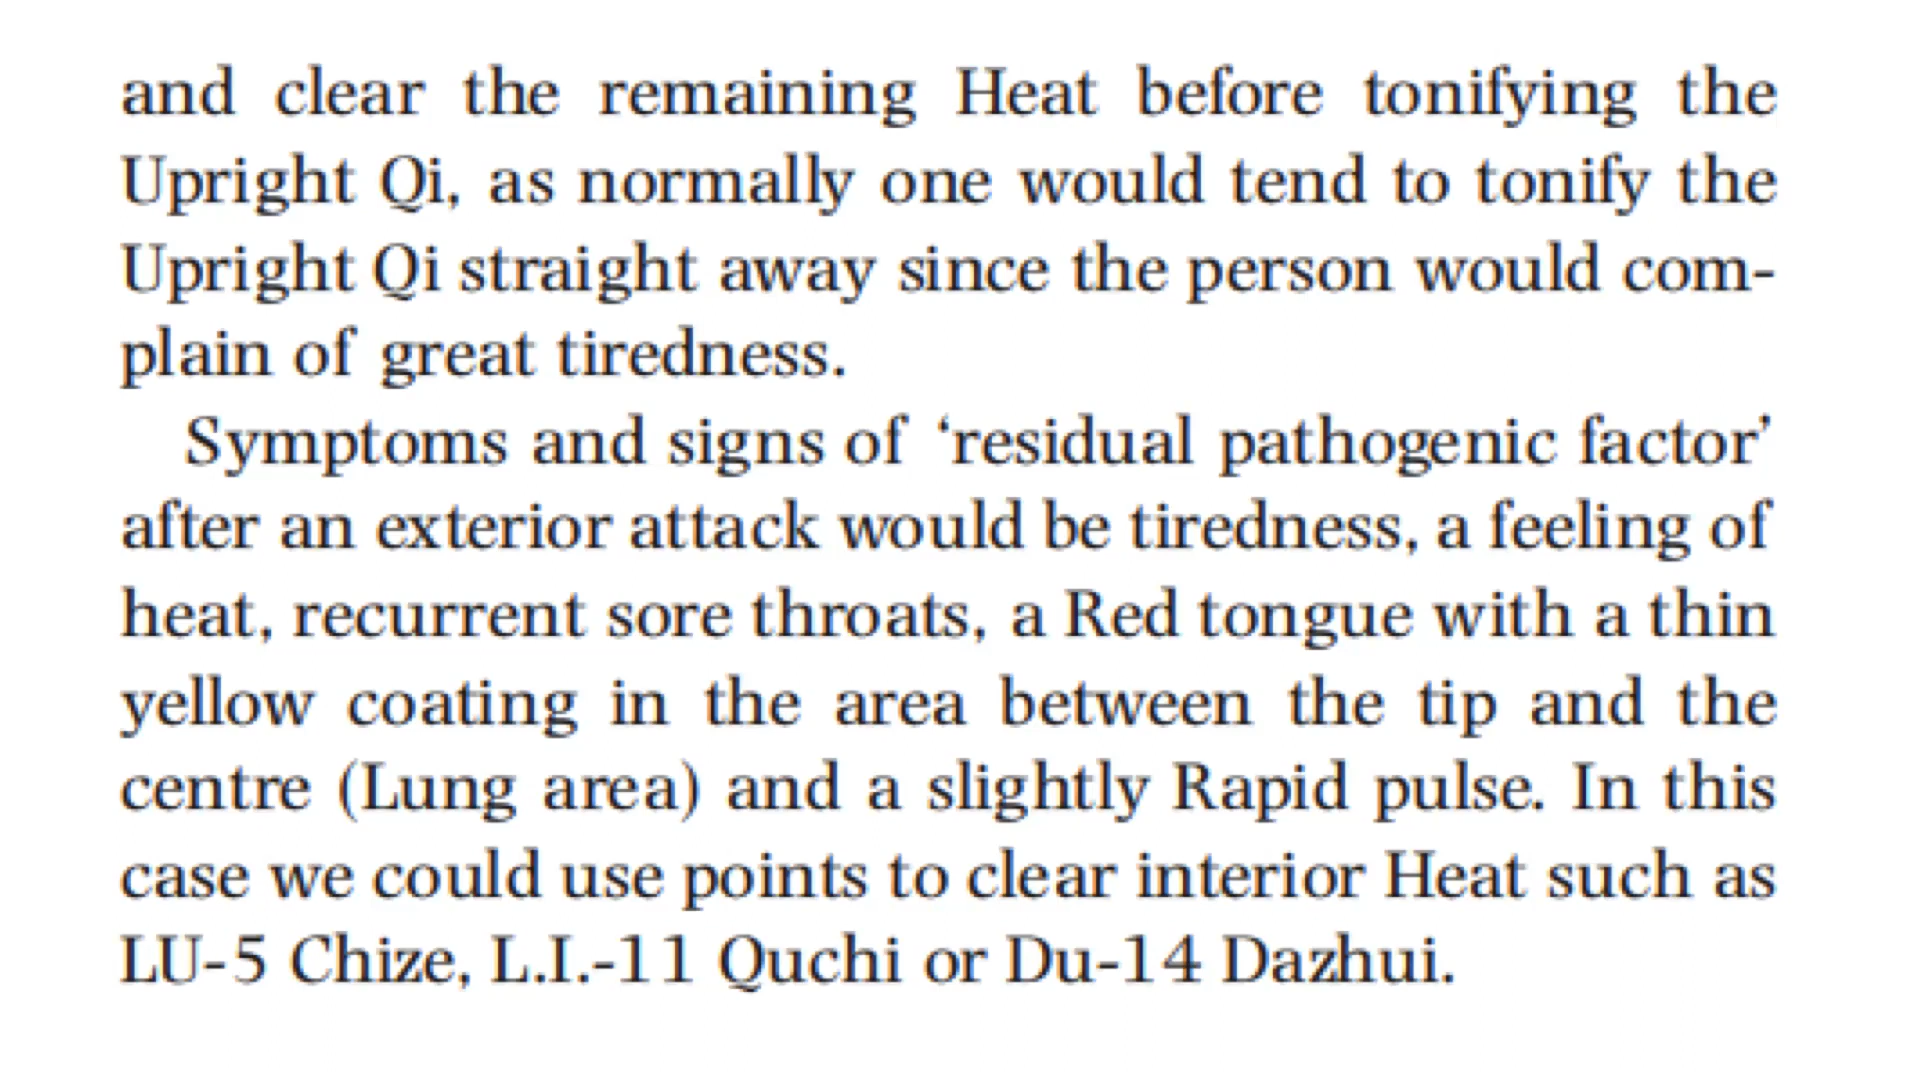 and clear the remaining Heat before tonifying the
Upright Qi, as normally one would tend to tonify the
Upright Qi straight away since the person would com-
plain of great tiredness.
Symptoms and signs of ‘residual pathogenic factor’
after an exterior attack would be tiredness, a feeling of
heat, recurrent sore throats, a Red tongue with a thin
yellow coating in the area between the tip and the
centre (Lung area) and a slightly Rapid pulse. In this
case we could use points to clear interior Heat such as
LU-5 Chize, L.I.-11 Quchi or Du-14 Dazhui.